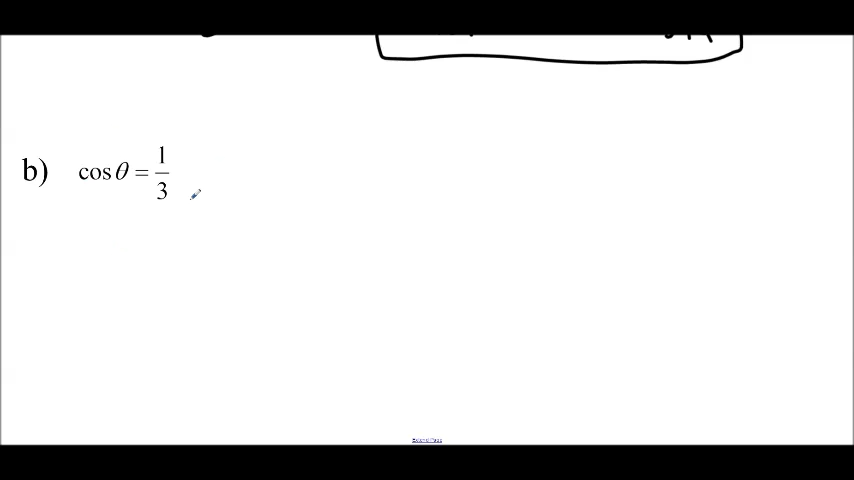 b) cos θ = 1/3